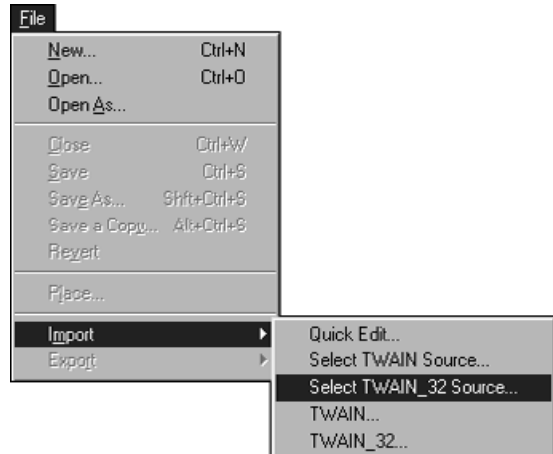 File
New... Ctrl+N
Open... Ctrl+O
Open As...
Close Ctrl+W
Save Ctrl+S
Save As... Shft+Ctrl+S
Save a Copy... Alt+Ctrl+S
Revert
Place...
Import
Export
Quick Edit...
Select TWAIN Source...
Select TWAIN_32 Source...
TWAIN...
TWAIN_32...